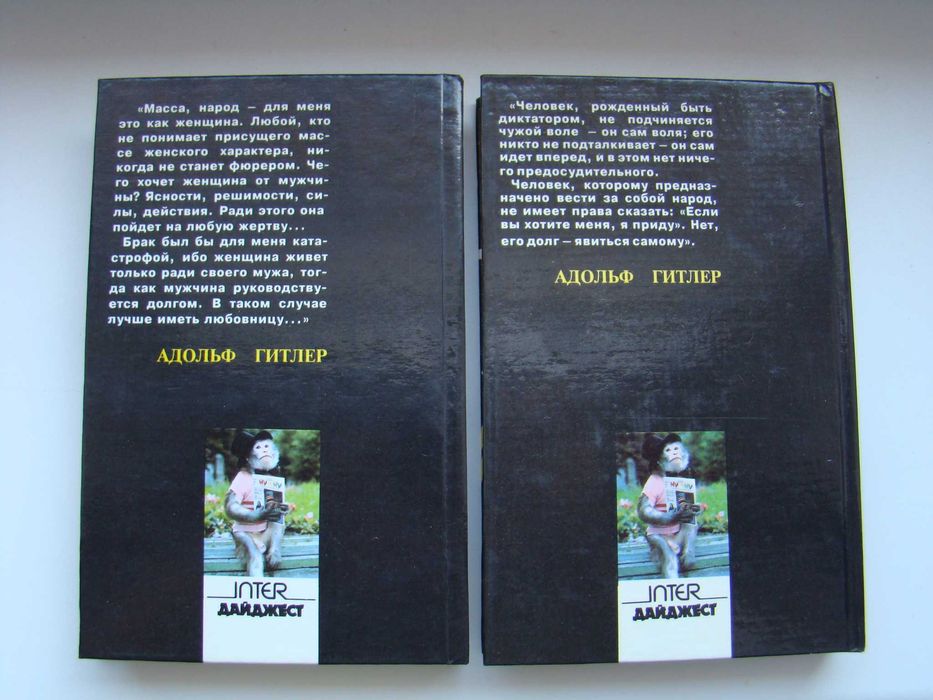 «Масса, народ – для меня
это как женщина. Любой, кто
не понимает присущего мас-
се женского характера, ни-
когда не станет фюрером. Че-
го хочет женщина от мужчи-
ны? Ясности, решимости, си-
лы, действия. Ради этого она
пойдет на любую жертву...
Брак был бы для меня ката-
строфой, ибо женщина живет
только ради своего мужа, тог-
да как мужчина руководству-
ется долгом. В таком случае
лучше иметь любовницу...»
АДОЛЬФ ГИТЛЕР
INTER
ДАЙДЖЕСТ
«Человек, рожденный быть
диктатором, не подчиняется
чужой воле – он сам воля; его
никто не подталкивает – он сам
идет вперед, и в этом нет ниче-
го предосудительного.
Человек, которому предназ-
начено вести за собой народ,
не имеет права сказать: «Если
вы хотите меня, я приду». Нет,
его долг – явиться самому».
АДОЛЬФ ГИТЛЕР
INTER
ДАЙДЖЕСТ